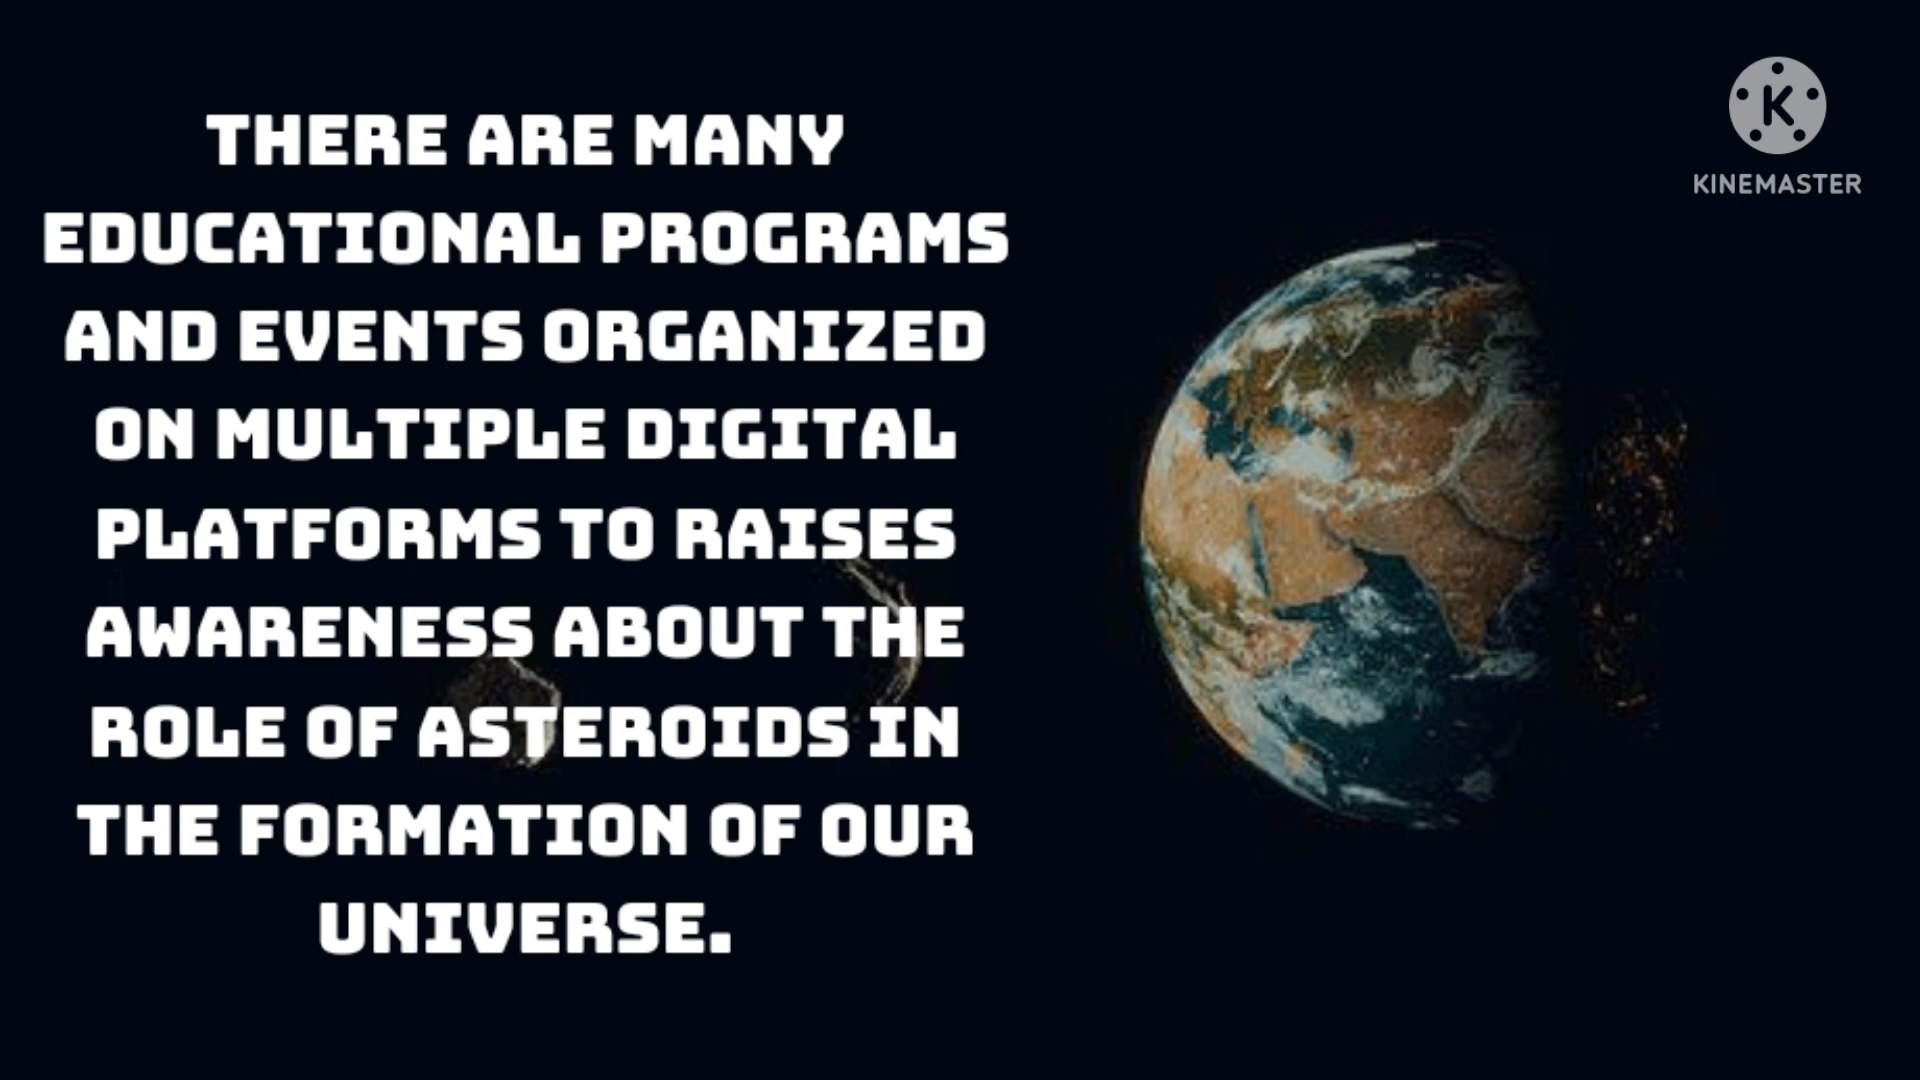 THERE ARE MANY
EDUCATIONAL PROGRAMS
AND EVENTS ORGANIZED
ON MULTIPLE DIGITAL
PLATFORMS TO RAISES
AWARENESS ABOUT THE
ROLE OF ASTEROIDS IN
THE FORMATION OF OUR
UNIVERSE.
K
KINEMASTER